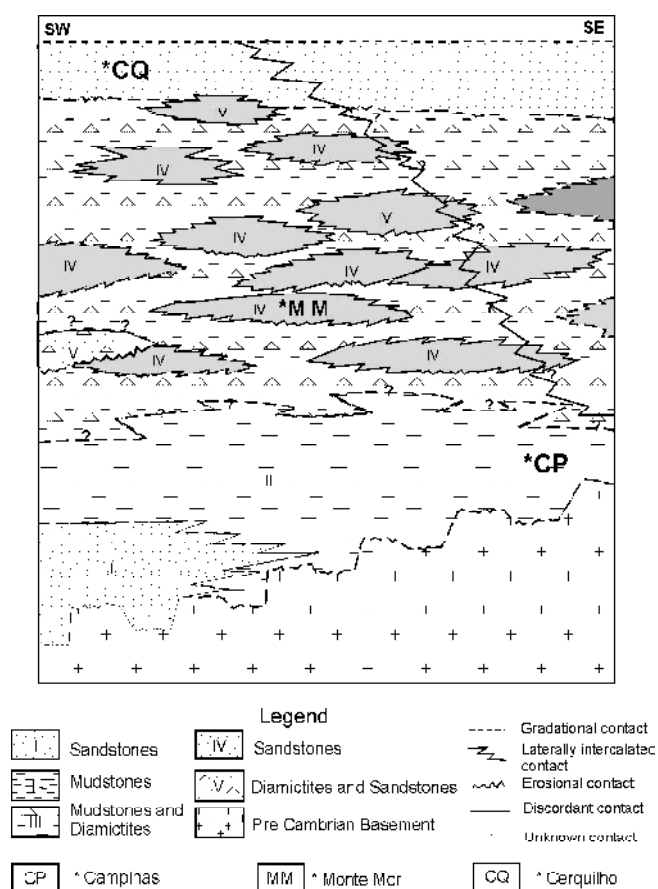 SW SE
*CQ
V
IV
IV
V
IV
IV
IV
IV
IV *M M
? ?
V
IV
IV
?
?
?
?
?
?
?
?
?
*CP
II
I
Legend
I Sandstones
IV Sandstones
Gradational contact
Laterally intercalated
contact
Mudstones
V Diamictites and Sandstones
Erosional contact
III Mudstones and
Diamictites
Pre Cambrian Basement
Discordant contact
Unknown contact
CP * Campinas
MM * Monte Mor
CQ * Cerquilho